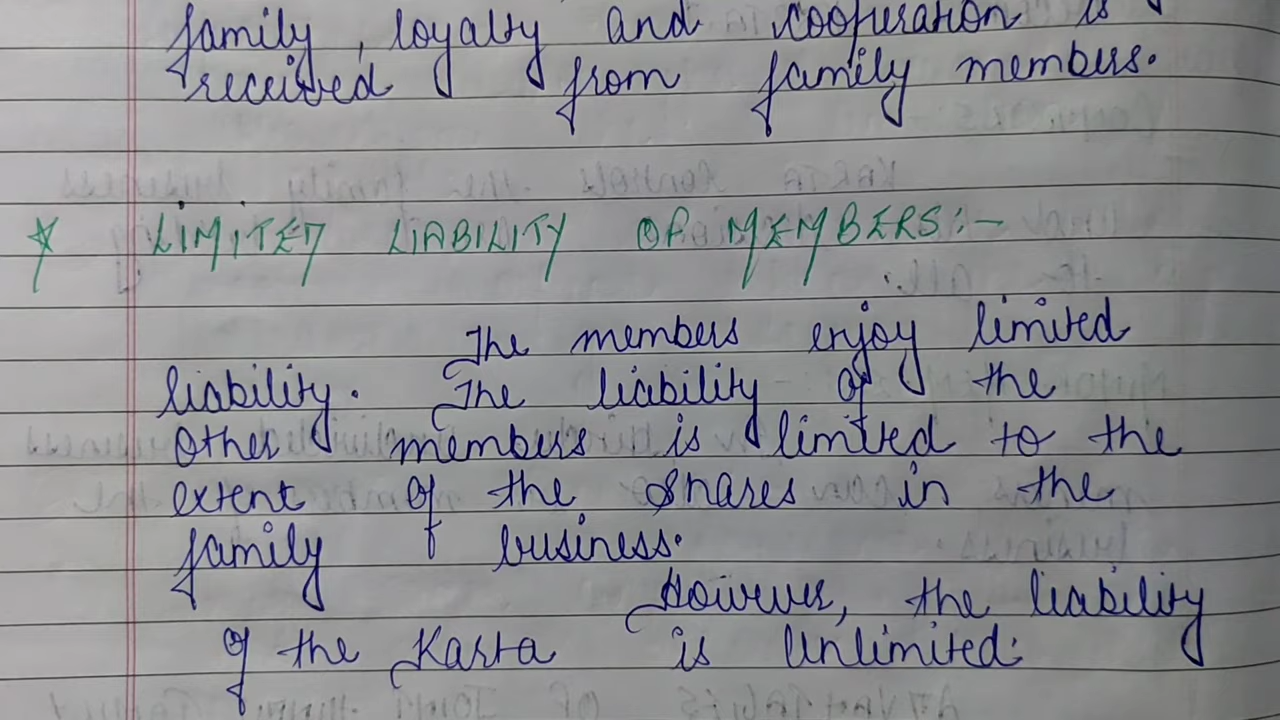 family, loyalty and cooperation is
received from family members.
* LIMITED LIABILITY OF MEMBERS:-
The members enjoy limited
liability. The liability of the
other members is limited to the
extent of the shares in the
family business.
However, the liability
of the Karta is Unlimited.